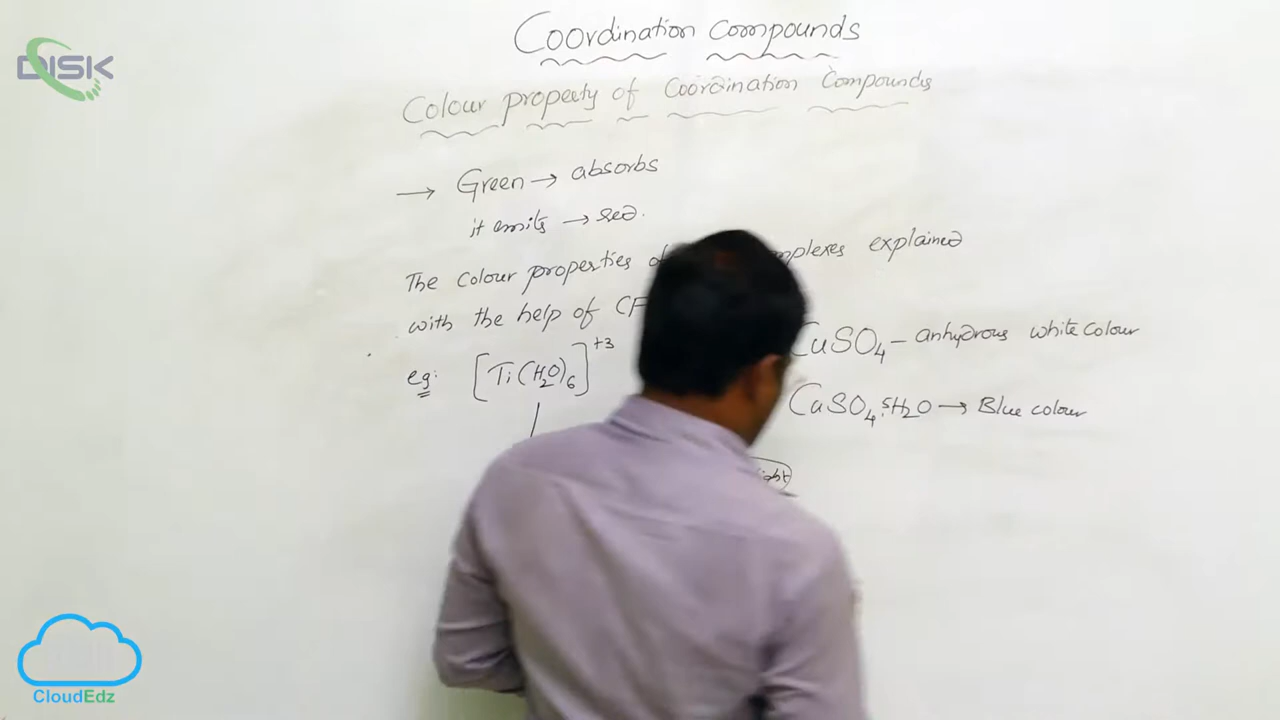 DISK
Coordination Compounds
Colour property of Coordination Compounds
→ Green → absorbs
it emits → red.
The colour properties of explained
with the help of CF
eg: [Ti(H2O)6]+3
CuSO4 – anhydrous white colour
CuSO4.5H2O → Blue colour
CloudEdz